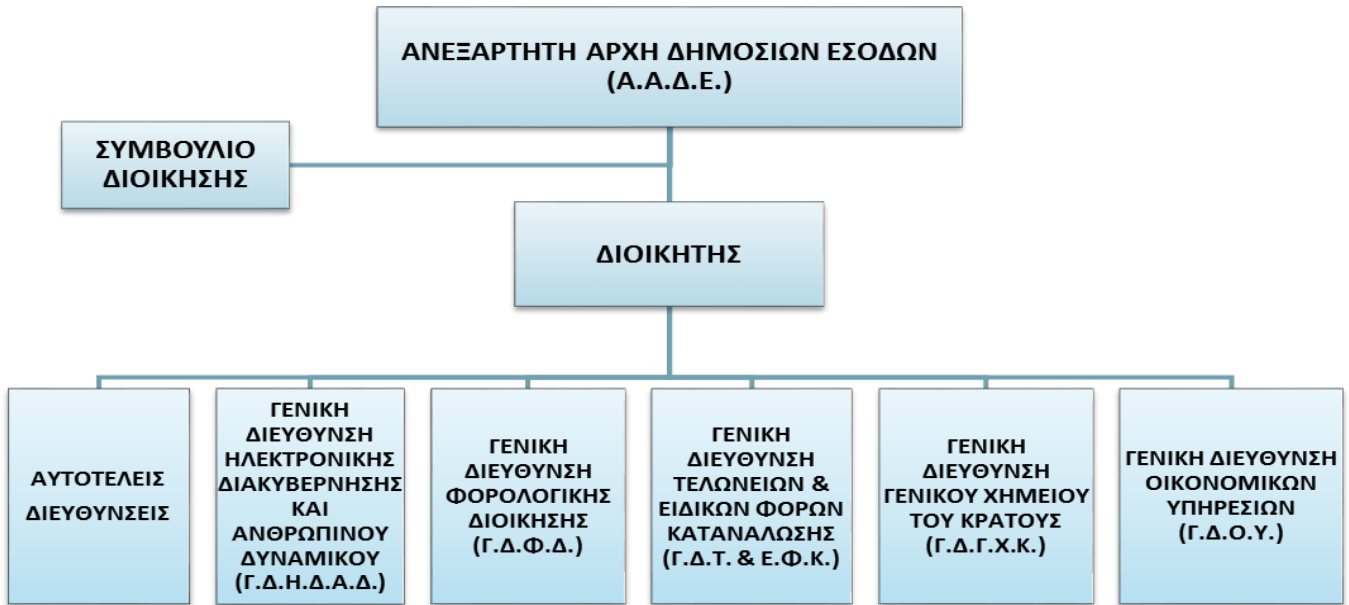 ΑΝΕΞΑΡΤΗΤΗ ΑΡΧΗ ΔΗΜΟΣΙΩΝ ΕΣΟΔΩΝ
(Α.Α.Δ.Ε.)
ΣΥΜΒΟΥΛΙΟ
ΔΙΟΙΚΗΣΗΣ
ΔΙΟΙΚΗΤΗΣ
ΑΥΤΟΤΕΛΕΙΣ
ΔΙΕΥΘΥΝΣΕΙΣ
ΓΕΝΙΚΗ
ΔΙΕΥΘΥΝΣΗ
ΗΛΕΚΤΡΟΝΙΚΗΣ
ΔΙΑΚΥΒΕΡΝΗΣΗΣ
ΚΑΙ
ΑΝΘΡΩΠΙΝΟΥ
ΔΥΝΑΜΙΚΟΥ
(Γ.Δ.Η.Δ.Α.Δ.)
ΓΕΝΙΚΗ
ΔΙΕΥΘΥΝΣΗ
ΦΟΡΟΛΟΓΙΚΗΣ
ΔΙΟΙΚΗΣΗΣ
(Γ.Δ.Φ.Δ.)
ΓΕΝΙΚΗ
ΔΙΕΥΘΥΝΣΗ
ΤΕΛΩΝΕΙΩΝ &
ΕΙΔΙΚΩΝ ΦΟΡΩΝ
ΚΑΤΑΝΑΛΩΣΗΣ
(Γ.Δ.Τ. & Ε.Φ.Κ.)
ΓΕΝΙΚΗ
ΔΙΕΥΘΥΝΣΗ
ΓΕΝΙΚΟΥ ΧΗΜΕΙΟΥ
ΤΟΥ ΚΡΑΤΟΥΣ
(Γ.Δ.Γ.Χ.Κ.)
ΓΕΝΙΚΗ ΔΙΕΥΘΥΝΣΗ
ΟΙΚΟΝΟΜΙΚΩΝ
ΥΠΗΡΕΣΙΩΝ
(Γ.Δ.Ο.Υ.)